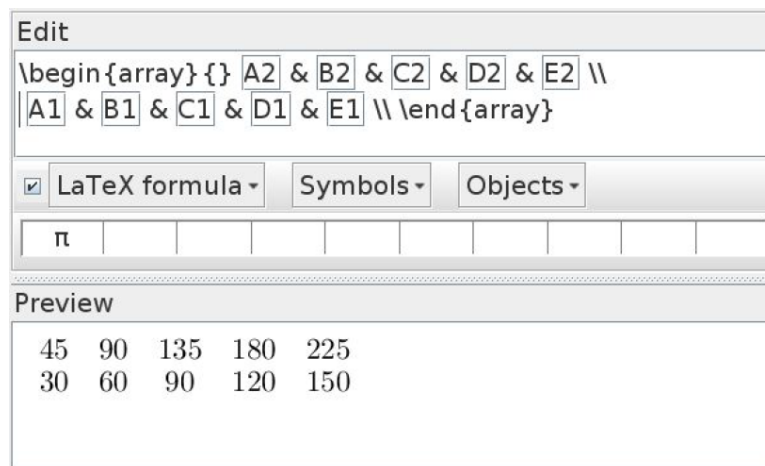 Edit
\begin{array}{} A2 & B2 & C2 & D2 & E2 \\
A1 & B1 & C1 & D1 & E1 \\ \end{array}
LaTeX formula Symbols Objects
π
Preview
45 90 135 180 225
30 60 90 120 150